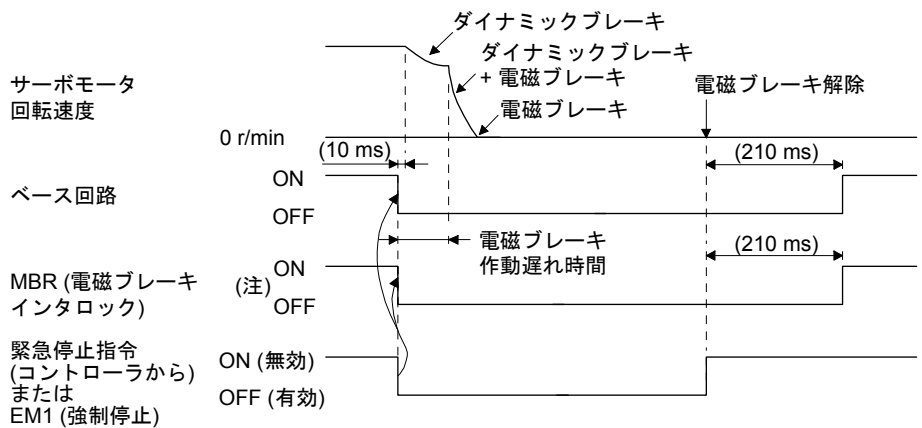 ダイナミックブレーキ
ダイナミックブレーキ
+ 電磁ブレーキ
電磁ブレーキ
電磁ブレーキ解除
サーボモータ
回転速度
0 r/min
(10 ms)
(210 ms)
ベース回路
ON
OFF
電磁ブレーキ
作動遅れ時間
(210 ms)
MBR (電磁ブレーキ
インタロック)
(注)
ON
OFF
緊急停止指令
(コントローラから)
または
EM1 (強制停止)
ON (無効)
OFF (有効)